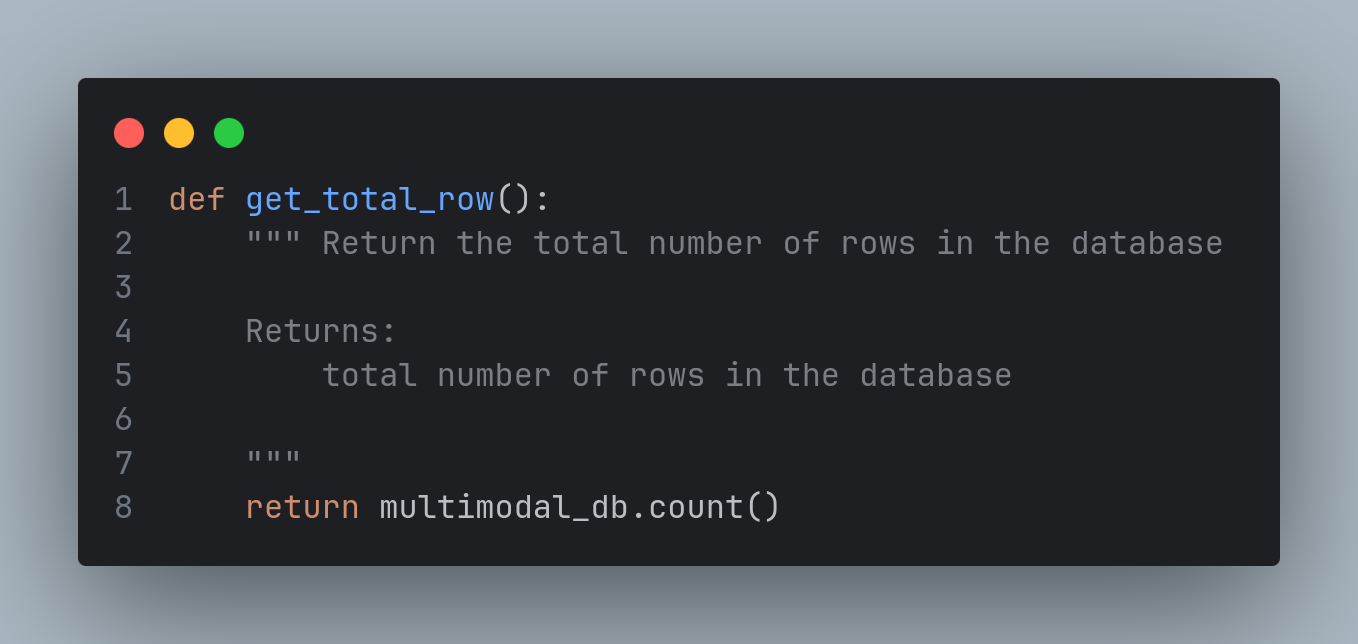 1 def get_total_row():
2     """ Return the total number of rows in the database
3
4     Returns:
5         total number of rows in the database
6
7     """
8     return multimodal_db.count()